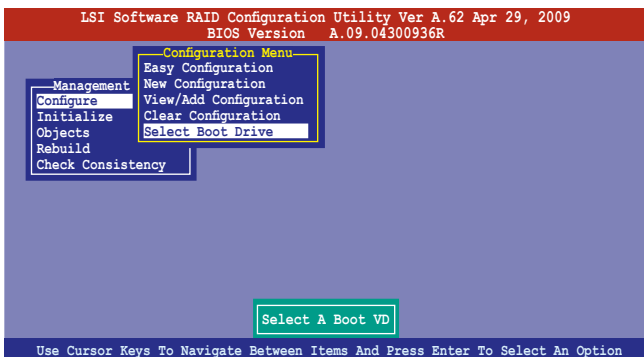 LSI Software RAID Configuration Utility Ver A.62 Apr 29, 2009
BIOS Version A.09.04300936R
Configuration Menu
Easy Configuration
New Configuration
View/Add Configuration
Clear Configuration
Select Boot Drive
Management
Configure
Initialize
Objects
Rebuild
Check Consistency
Select A Boot VD
Use Cursor Keys To Navigate Between Items And Press Enter To Select An Option